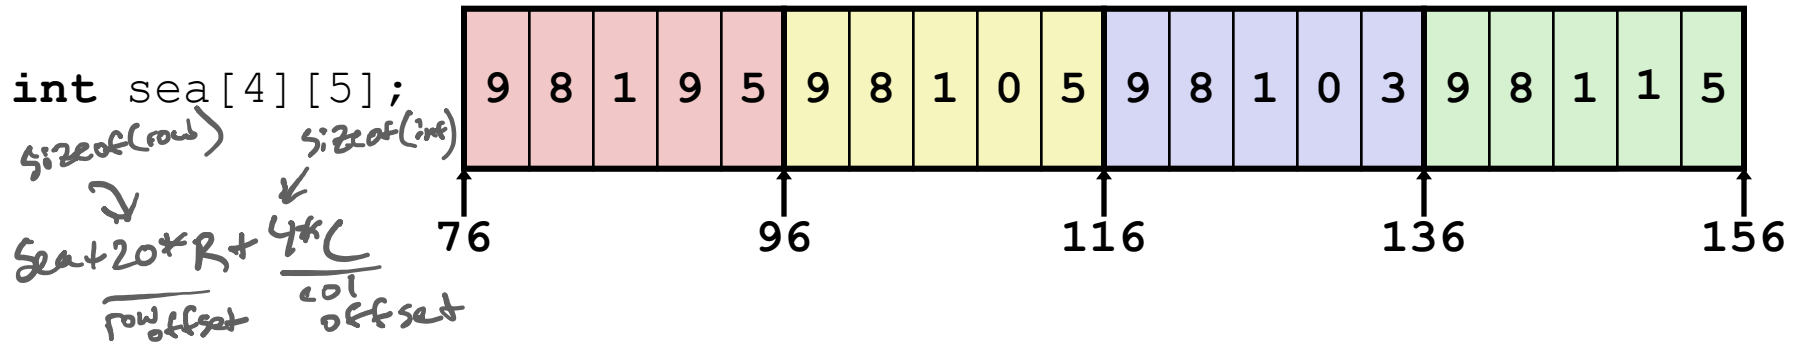 int sea[4][5];
9 8 1 9 5 9 8 1 0 5 9 8 1 0 3 9 8 1 1 5
sizeof(row)
sizeof(int)
sea+20*R+4*C
row offset
col offset
76 96 116 136 156